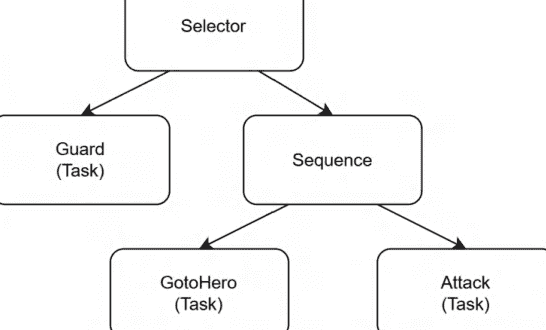 Selector
Guard
(Task)
Sequence
GotoHero
(Task)
Attack
(Task)